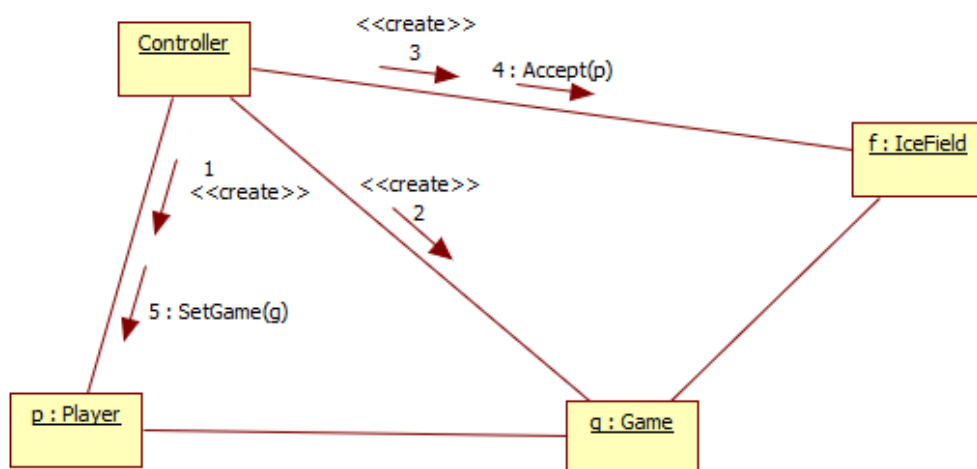 Controller
<<create>>
3
4 : Accept(p)
f : IceField
1
<<create>>
<<create>>
2
5 : SetGame(g)
p : Player
g : Game